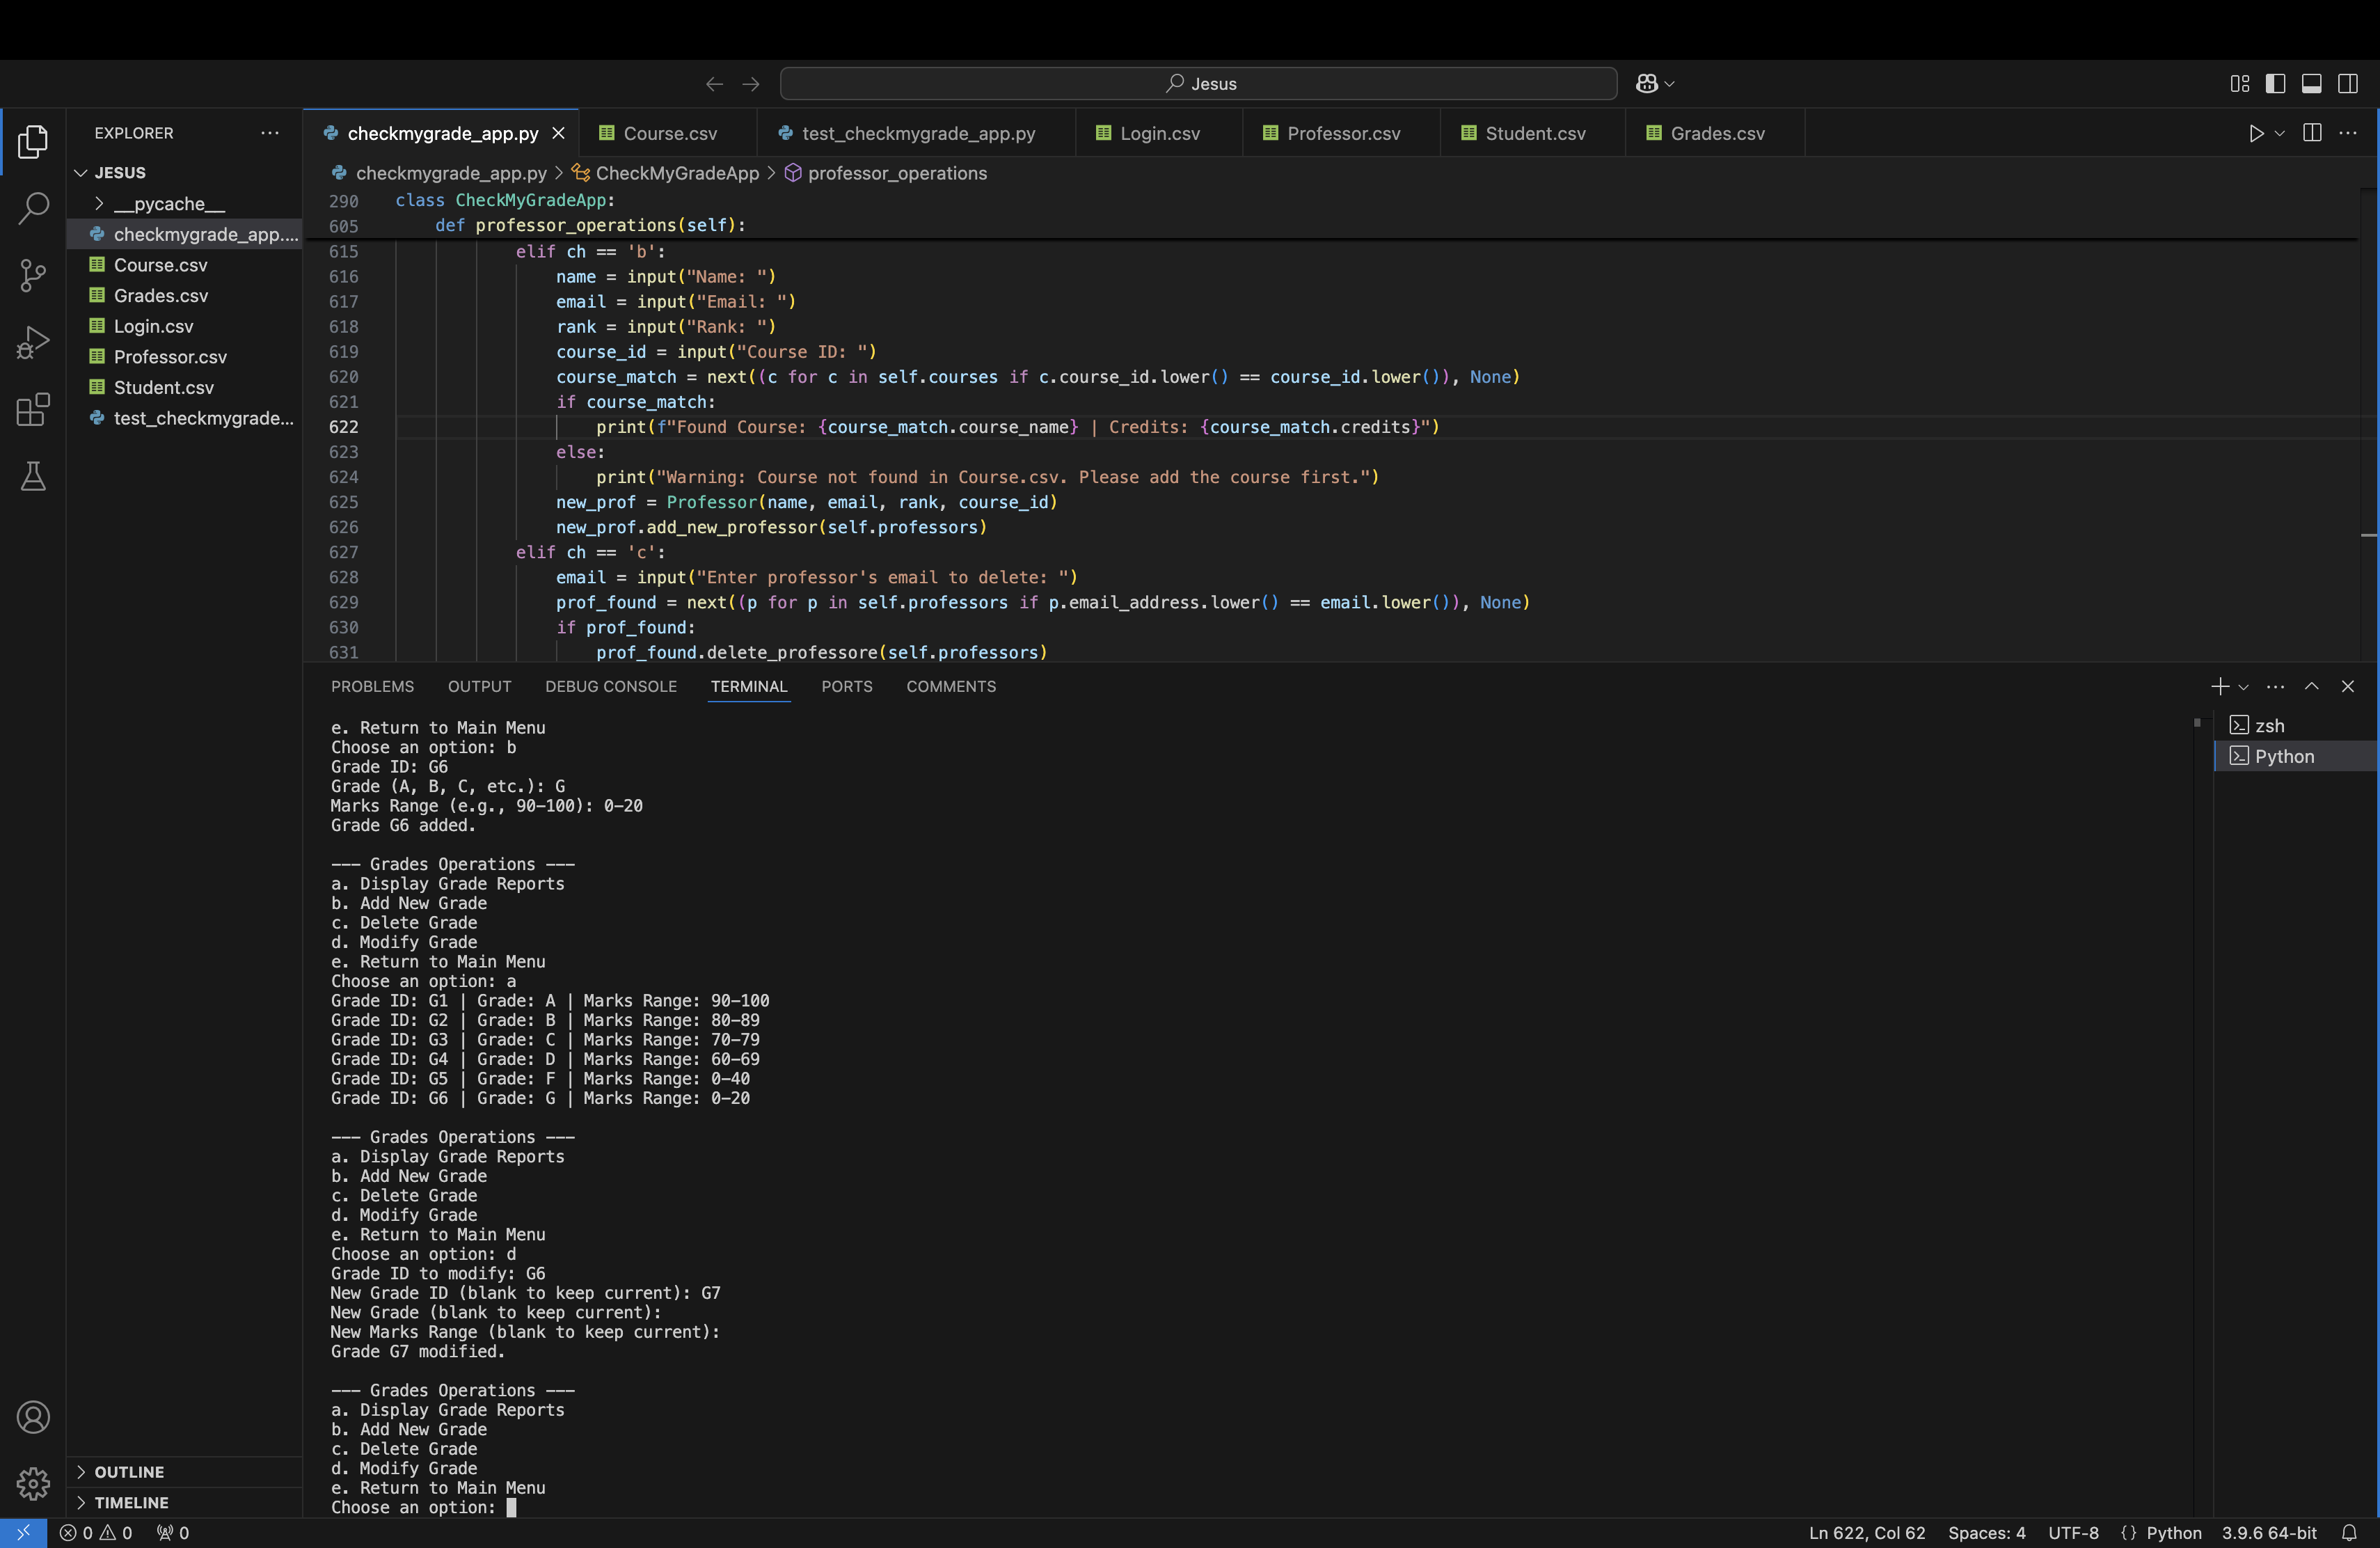 Jesus
EXPLORER
checkmygrade_app.py
Course.csv
test_checkmygrade_app.py
Login.csv
Professor.csv
Student.csv
Grades.csv
JESUS
__pycache__
checkmygrade_app....
Course.csv
Grades.csv
Login.csv
Professor.csv
Student.csv
test_checkmygrade...
OUTLINE
TIMELINE
checkmygrade_app.py > CheckMyGradeApp > professor_operations
290 class CheckMyGradeApp:
605 def professor_operations(self):
615 elif ch == 'b':
616 name = input("Name: ")
617 email = input("Email: ")
618 rank = input("Rank: ")
619 course_id = input("Course ID: ")
620 course_match = next((c for c in self.courses if c.course_id.lower() == course_id.lower()), None)
621 if course_match:
622 print(f"Found Course: {course_match.course_name} | Credits: {course_match.credits}")
623 else:
624 print("Warning: Course not found in Course.csv. Please add the course first.")
625 new_prof = Professor(name, email, rank, course_id)
626 new_prof.add_new_professor(self.professors)
627 elif ch == 'c':
628 email = input("Enter professor's email to delete: ")
629 prof_found = next((p for p in self.professors if p.email_address.lower() == email.lower()), None)
630 if prof_found:
631 prof_found.delete_professore(self.professors)
PROBLEMS OUTPUT DEBUG CONSOLE TERMINAL PORTS COMMENTS
zsh
Python
e. Return to Main Menu
Choose an option: b
Grade ID: G6
Grade (A, B, C, etc.): G
Marks Range (e.g., 90-100): 0-20
Grade G6 added.
--- Grades Operations ---
a. Display Grade Reports
b. Add New Grade
c. Delete Grade
d. Modify Grade
e. Return to Main Menu
Choose an option: a
Grade ID: G1 | Grade: A | Marks Range: 90-100
Grade ID: G2 | Grade: B | Marks Range: 80-89
Grade ID: G3 | Grade: C | Marks Range: 70-79
Grade ID: G4 | Grade: D | Marks Range: 60-69
Grade ID: G5 | Grade: F | Marks Range: 0-40
Grade ID: G6 | Grade: G | Marks Range: 0-20
--- Grades Operations ---
a. Display Grade Reports
b. Add New Grade
c. Delete Grade
d. Modify Grade
e. Return to Main Menu
Choose an option: d
Grade ID to modify: G6
New Grade ID (blank to keep current): G7
New Grade (blank to keep current):
New Marks Range (blank to keep current):
Grade G7 modified.
--- Grades Operations ---
a. Display Grade Reports
b. Add New Grade
c. Delete Grade
d. Modify Grade
e. Return to Main Menu
Choose an option:
0 0 0
Ln 622, Col 62 Spaces: 4 UTF-8 {} Python 3.9.6 64-bit